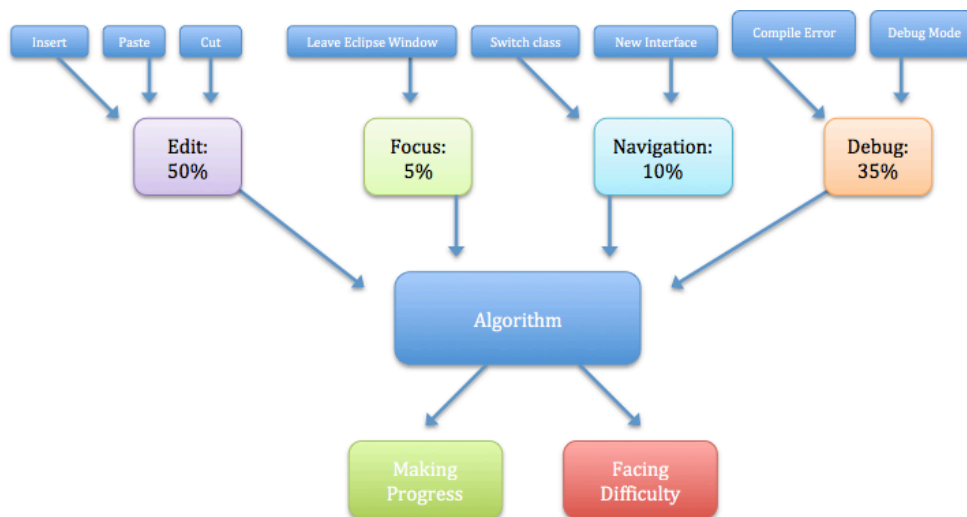 Insert
Paste
Cut
Leave Eclipse Window
Switch class
New Interface
Compile Error
Debug Mode
Edit:
50%
Focus:
5%
Navigation:
10%
Debug:
35%
Algorithm
Making
Progress
Facing
Difficulty